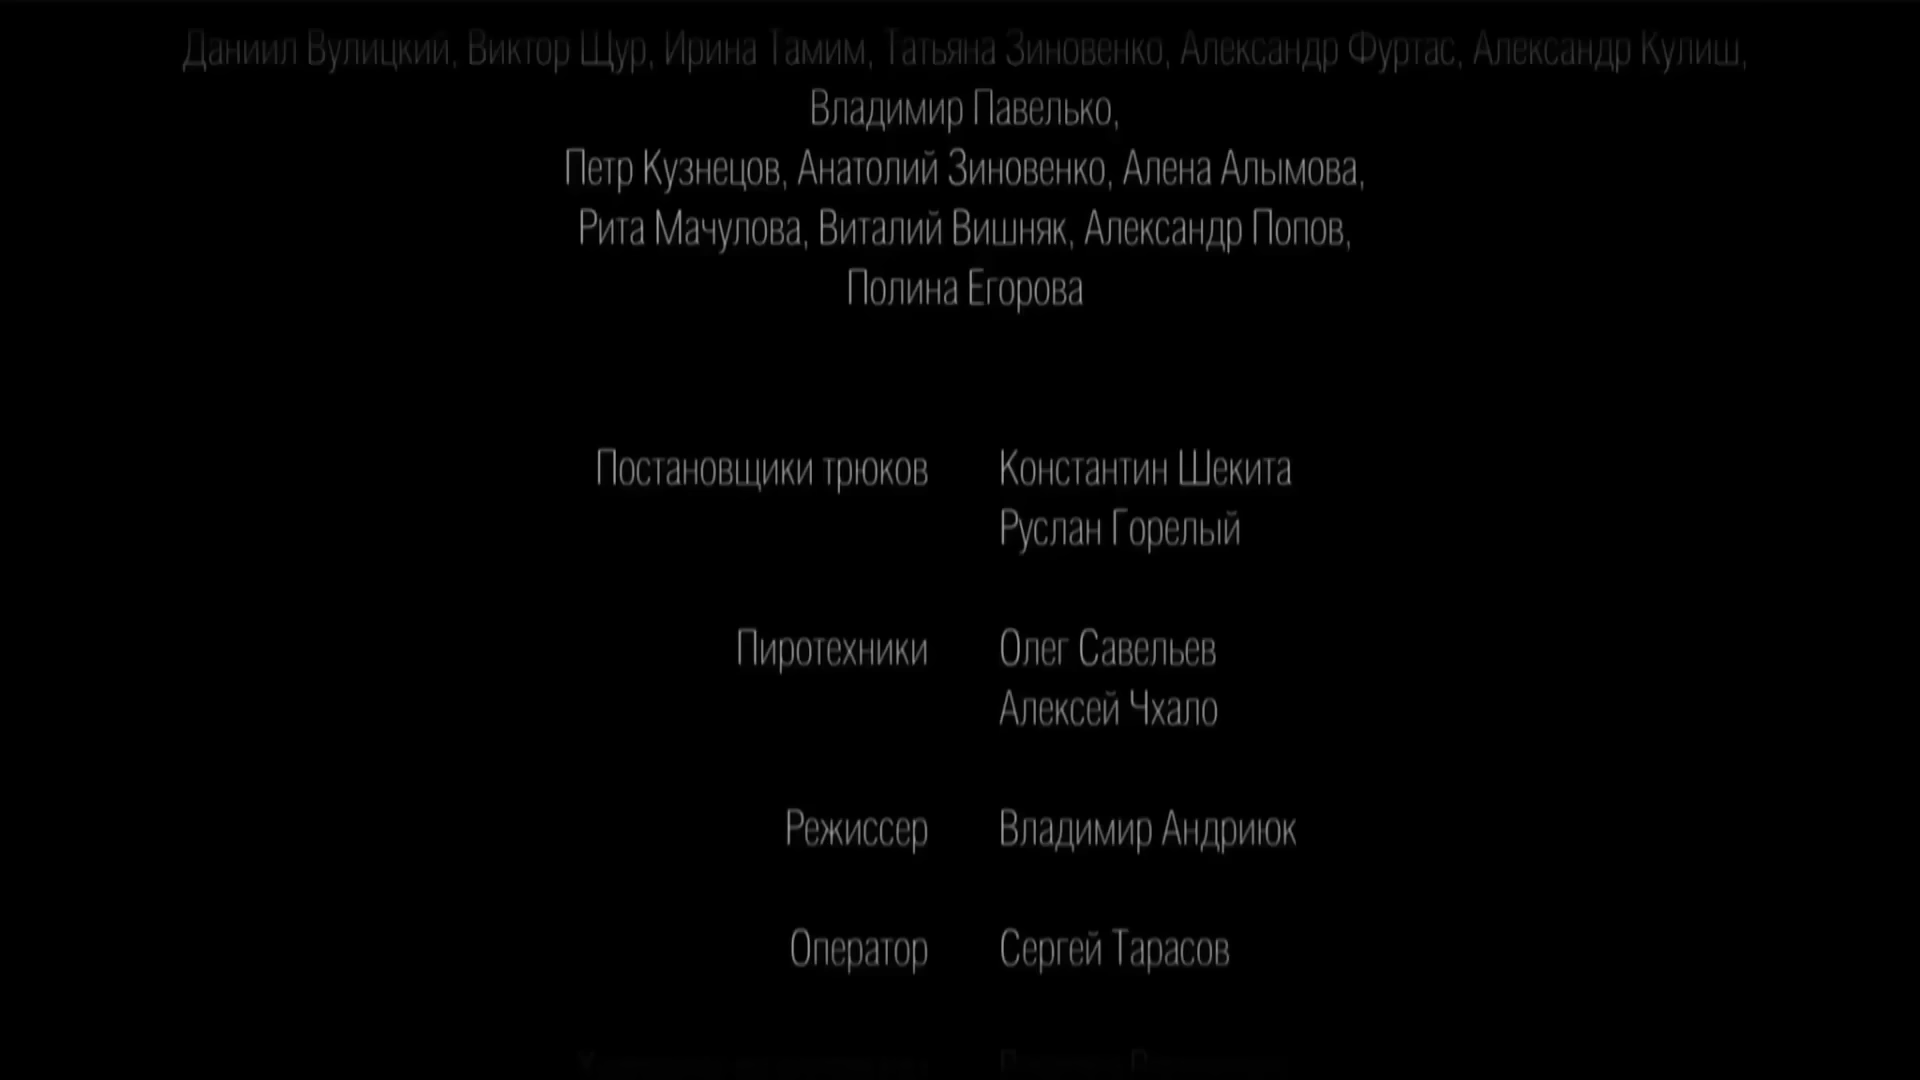 Даниил Вулицкий, Виктор Щур, Ирина Тамим, Татьяна Зиновенко, Александр Фуртас, Александр Кулиш,
Владимир Павелько,
Петр Кузнецов, Анатолий Зиновенко, Алена Алымова,
Рита Мачулова, Виталий Вишняк, Александр Попов,
Полина Егорова
Постановщики трюков Константин Шекита
Руслан Горелый
Пиротехники Олег Савельев
Алексей Чхало
Режиссер Владимир Андриюк
Оператор Сергей Тарасов